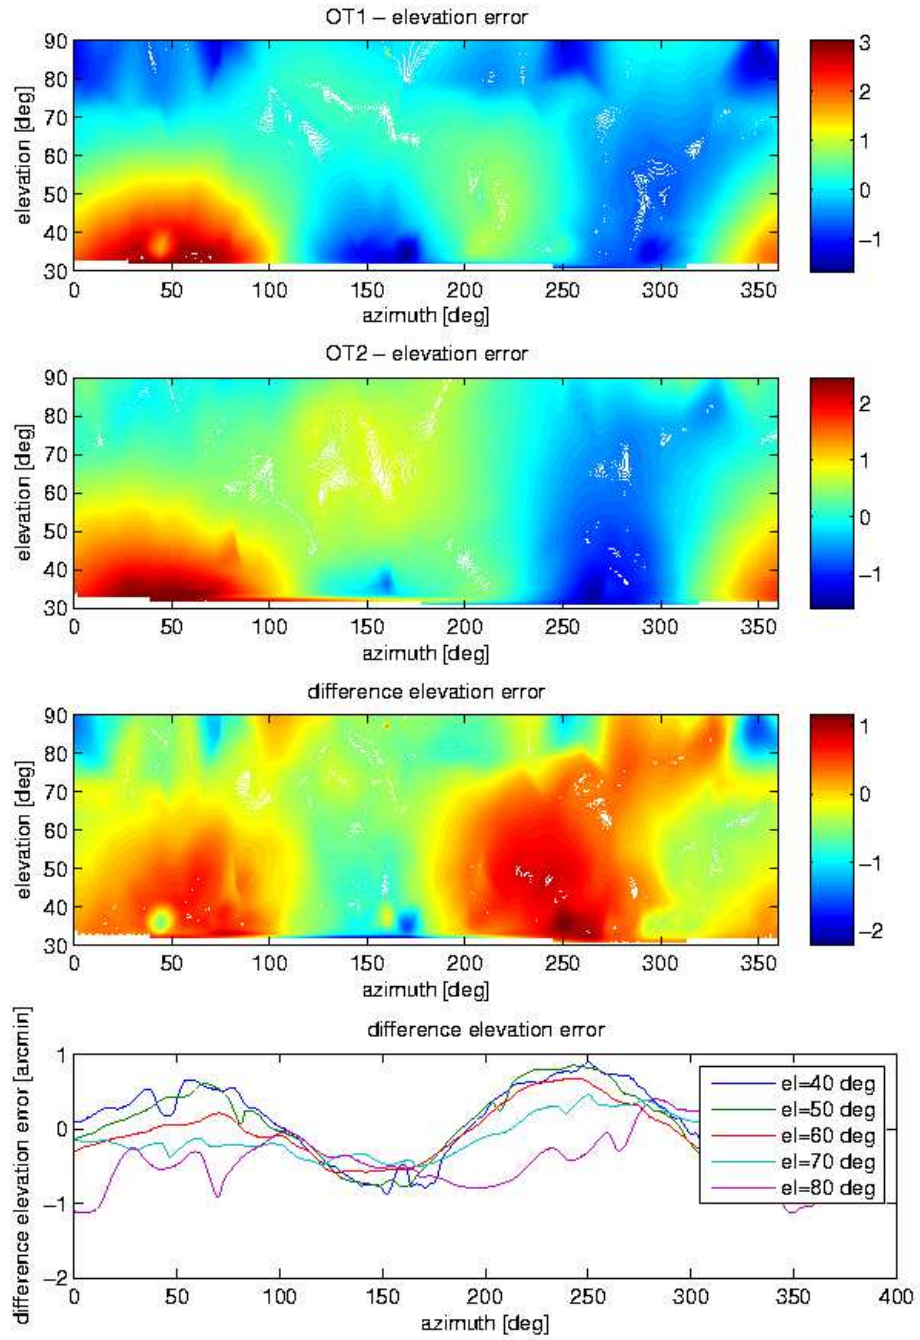 OT1 – elevation error
90
80
70
60
50
40
30
elevation [deg]
0 50 100 150 200 250 300 350
azimuth [deg]
3
2
1
0
−1
OT2 – elevation error
90
80
70
60
50
40
30
elevation [deg]
0 50 100 150 200 250 300 350
azimuth [deg]
2
1
0
−1
difference elevation error
90
80
70
60
50
40
30
elevation [deg]
0 50 100 150 200 250 300 350
azimuth [deg]
1
0
−1
−2
difference elevation error
1
0
−1
−2
difference elevation error [arcmin]
el=40 deg
el=50 deg
el=60 deg
el=70 deg
el=80 deg
0 50 100 150 200 250 300 350 400
azimuth [deg]